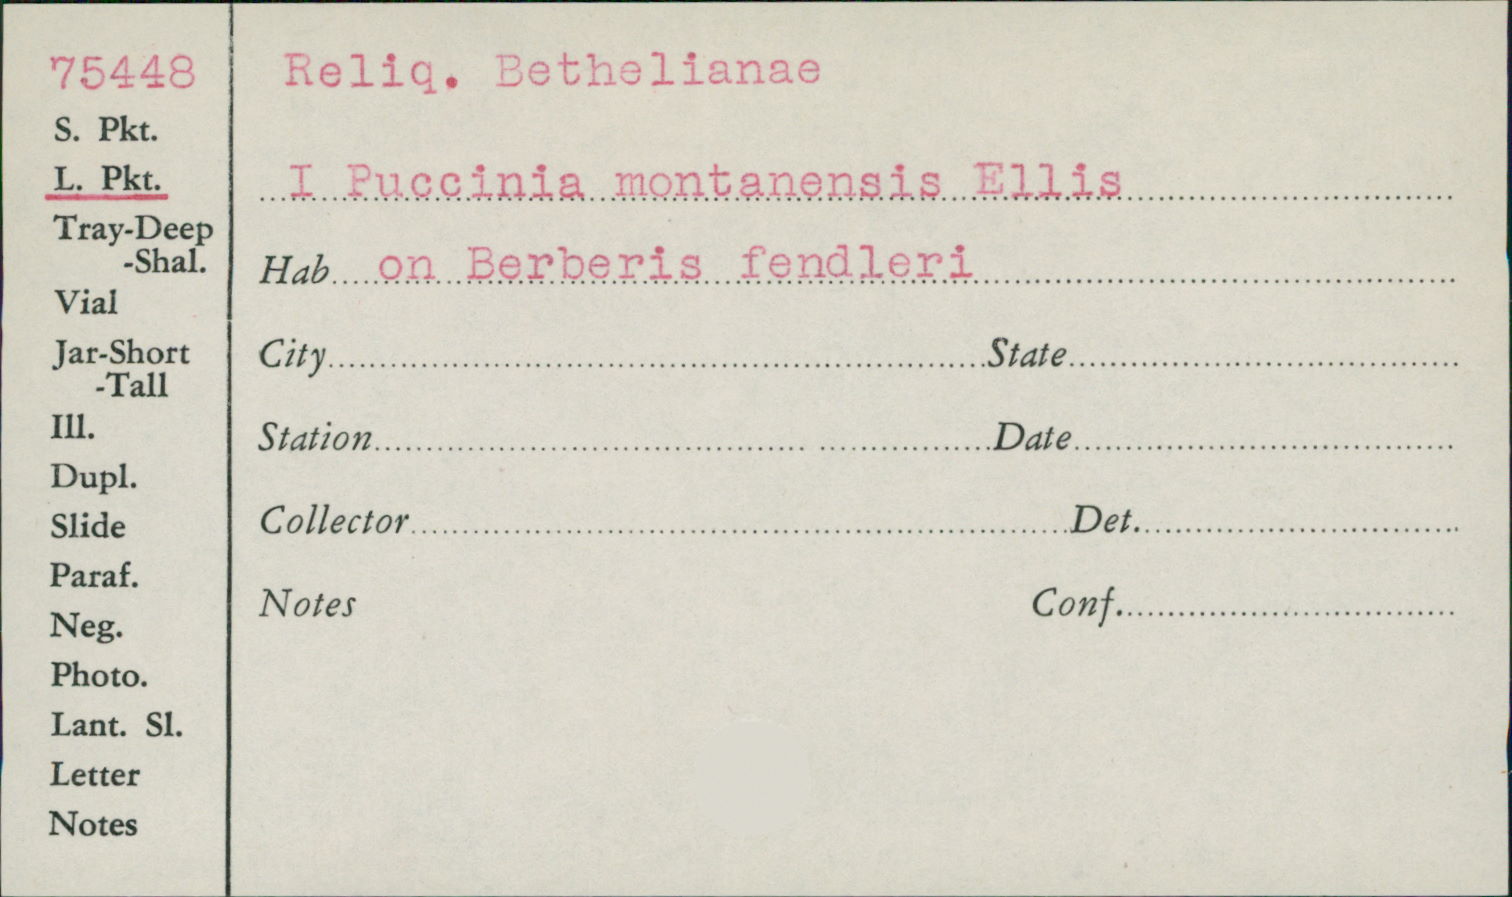 75448
S. Pkt.
L. Pkt.
Tray-Deep
-Shal.
Vial
Jar-Short
-Tall
Ill.
Dupl.
Slide
Paraf.
Neg.
Photo.
Lant. Sl.
Letter
Notes
Reliq. Bethelianae
I Puccinia montanensis Ellis
Hab on Berberis fendleri
City State
Station Date
Collector Det.
Notes Conf.